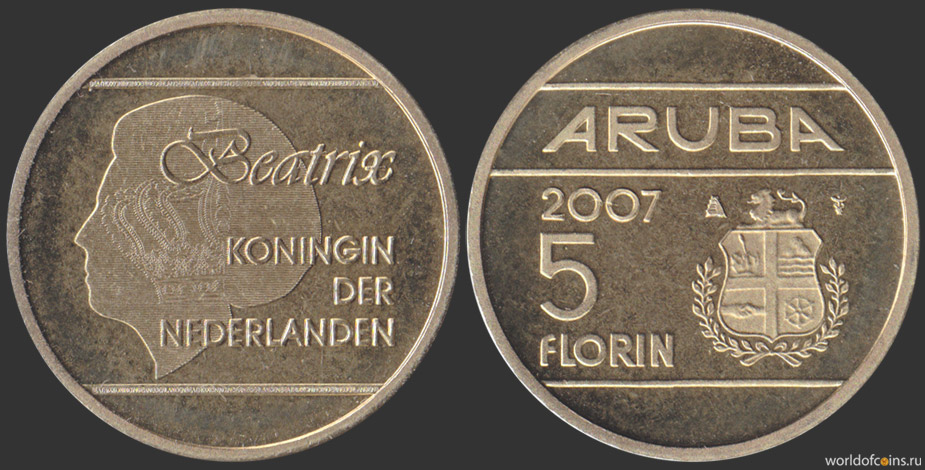 Beatrix
KONINGIN
DER
NEDERLANDEN
ARUBA
2007
5
FLORIN
worldofcoins.ru